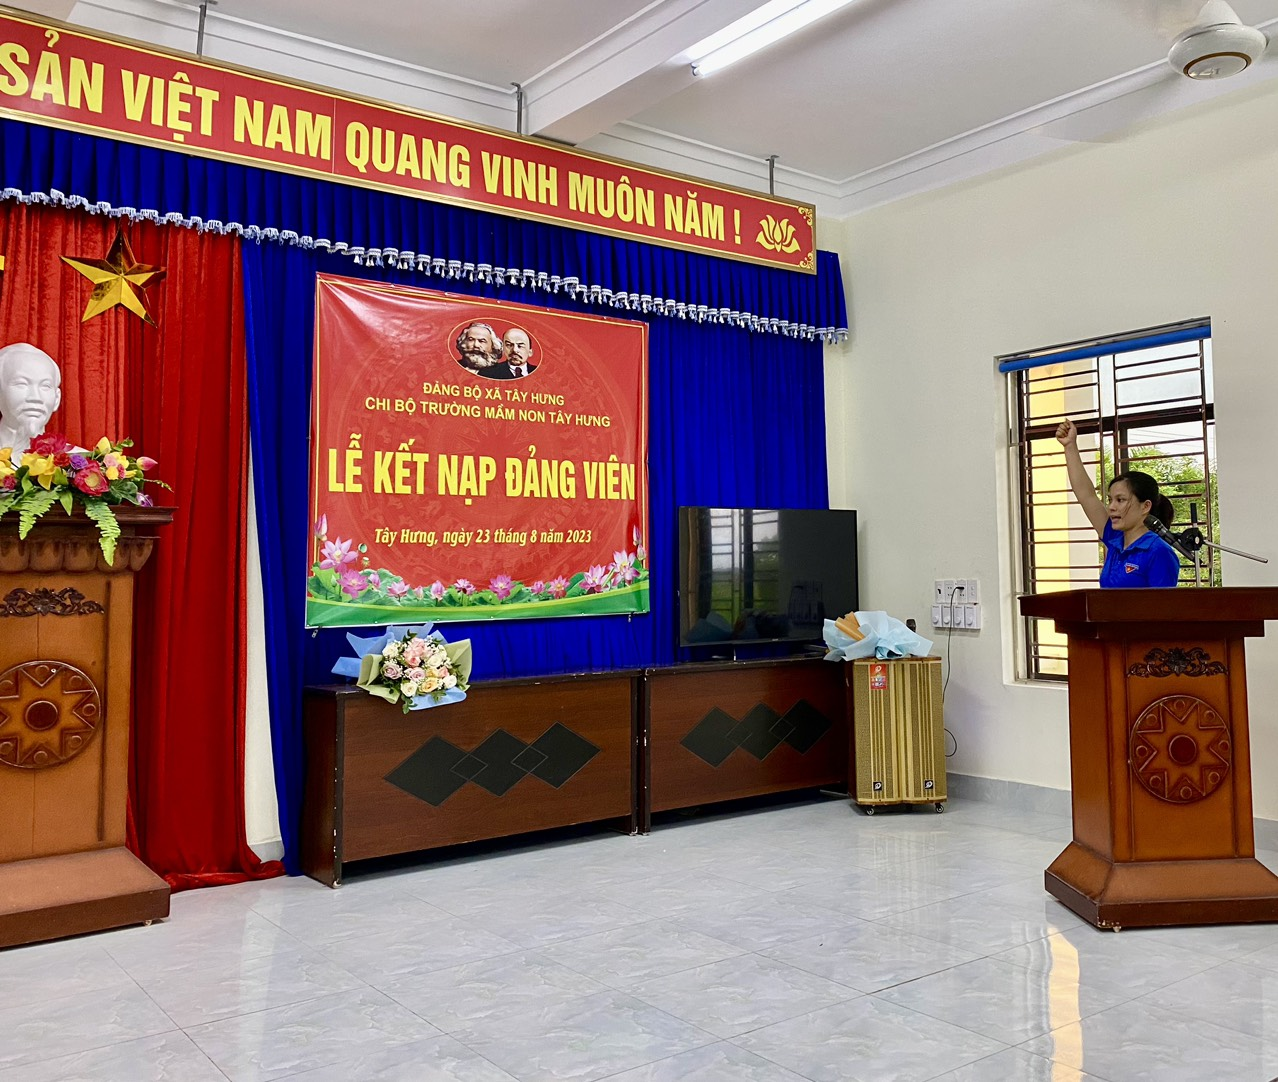 SẢN VIỆT NAM QUANG VINH MUÔN NĂM !
ĐẢNG BỘ XÃ TÂY HƯNG
CHI BỘ TRƯỜNG MẦM NON TÂY HƯNG
LỄ KẾT NẠP ĐẢNG VIÊN
Tây Hưng, ngày 23 tháng 8 năm 2023